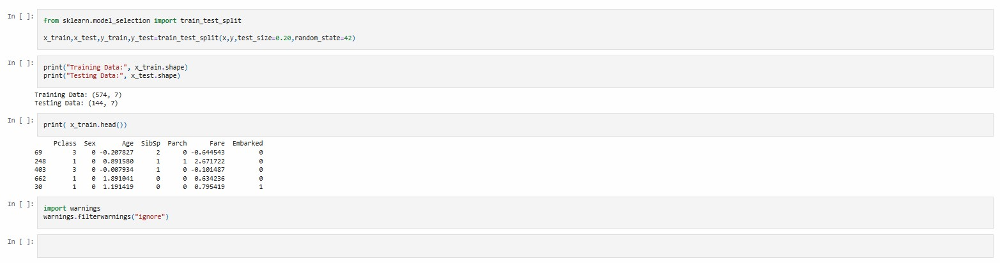 In [ ]: from sklearn.model_selection import train_test_split
x_train,x_test,y_train,y_test=train_test_split(x,y,test_size=0.20,random_state=42)
In [ ]: print("Training Data:", x_train.shape)
print("Testing Data:", x_test.shape)
Training Data: (574, 7)
Testing Data: (144, 7)
In [ ]: print( x_train.head())
Pclass Sex Age SibSp Parch Fare Embarked
69 3 0 -0.207827 2 0 -0.644543 0
248 1 0 0.891580 1 1 2.671722 0
403 3 0 -0.007934 1 0 -0.101487 0
662 1 0 1.891041 0 0 0.634236 0
30 1 0 1.191419 0 0 0.795419 1
In [ ]: import warnings
warnings.filterwarnings("ignore")
In [ ]: